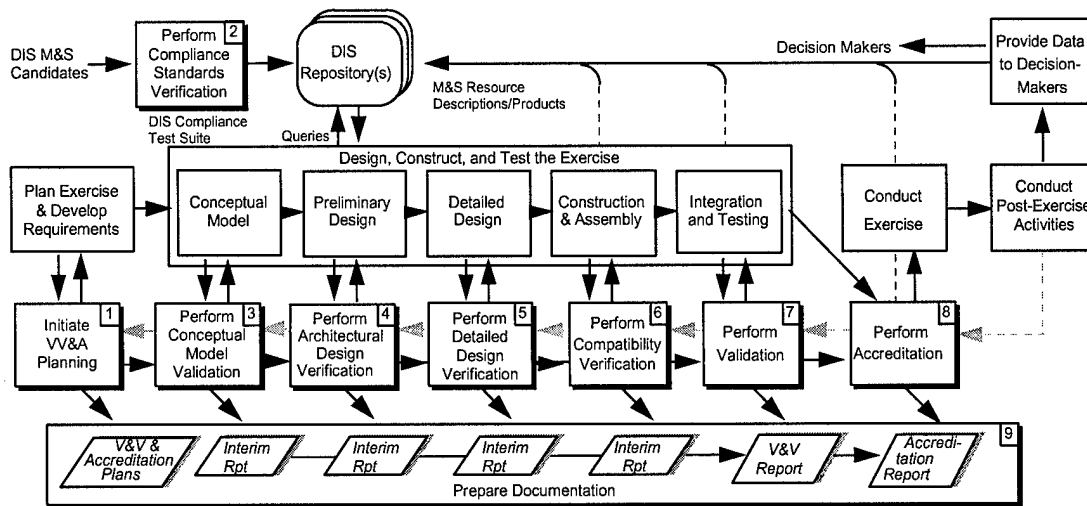 DIS M&S
Candidates
Perform
Compliance
Standards
Verification
2
DIS Compliance
Test Suite
DIS
Repository(s)
Queries
M&S Resource
Descriptions/Products
Decision Makers
Provide Data
to Decision-
Makers
Plan Exercise
& Develop
Requirements
Design, Construct, and Test the Exercise
Conceptual
Model
Preliminary
Design
Detailed
Design
Construction
& Assembly
Integration
and Testing
Conduct
Exercise
Conduct
Post-Exercise
Activities
1
Initiate
VV&A
Planning
3
Perform
Conceptual
Model
Validation
4
Perform
Architectural
Design
Verification
5
Perform
Detailed
Design
Verification
6
Perform
Compatibility
Verification
7
Perform
Validation
8
Perform
Accreditation
9
V&V &
Accreditation
Plans
Interim
Rpt
Interim
Rpt
Interim
Rpt
Interim
Rpt
V&V
Report
Accredi-
tation
Report
Prepare Documentation